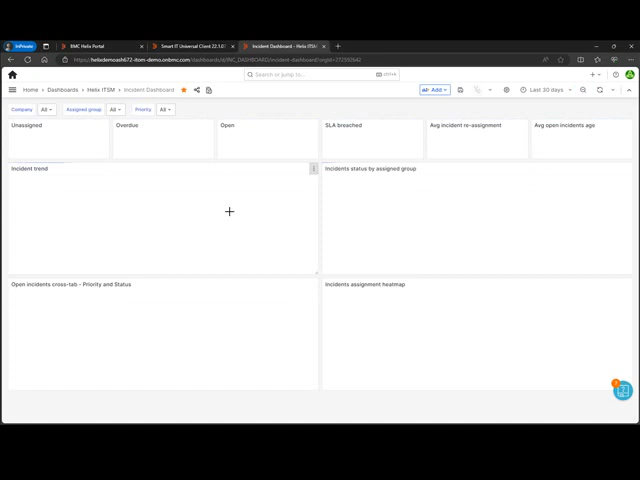 InPrivate
BMC Helix Portal
Smart IT Universal Client 22.1.0
Incident Dashboard - Helix ITSM
Search or jump to...
ctrl+k
Home > Dashboards > Helix ITSM > Incident Dashboard
Add
Last 30 days
Company All Assigned group All Priority All
Unassigned
Overdue
Open
SLA breached
Avg incident re-assignment
Avg open incidents age
Incident trend
Incidents status by assigned group
Open incidents cross-tab - Priority and Status
Incidents assignment heatmap